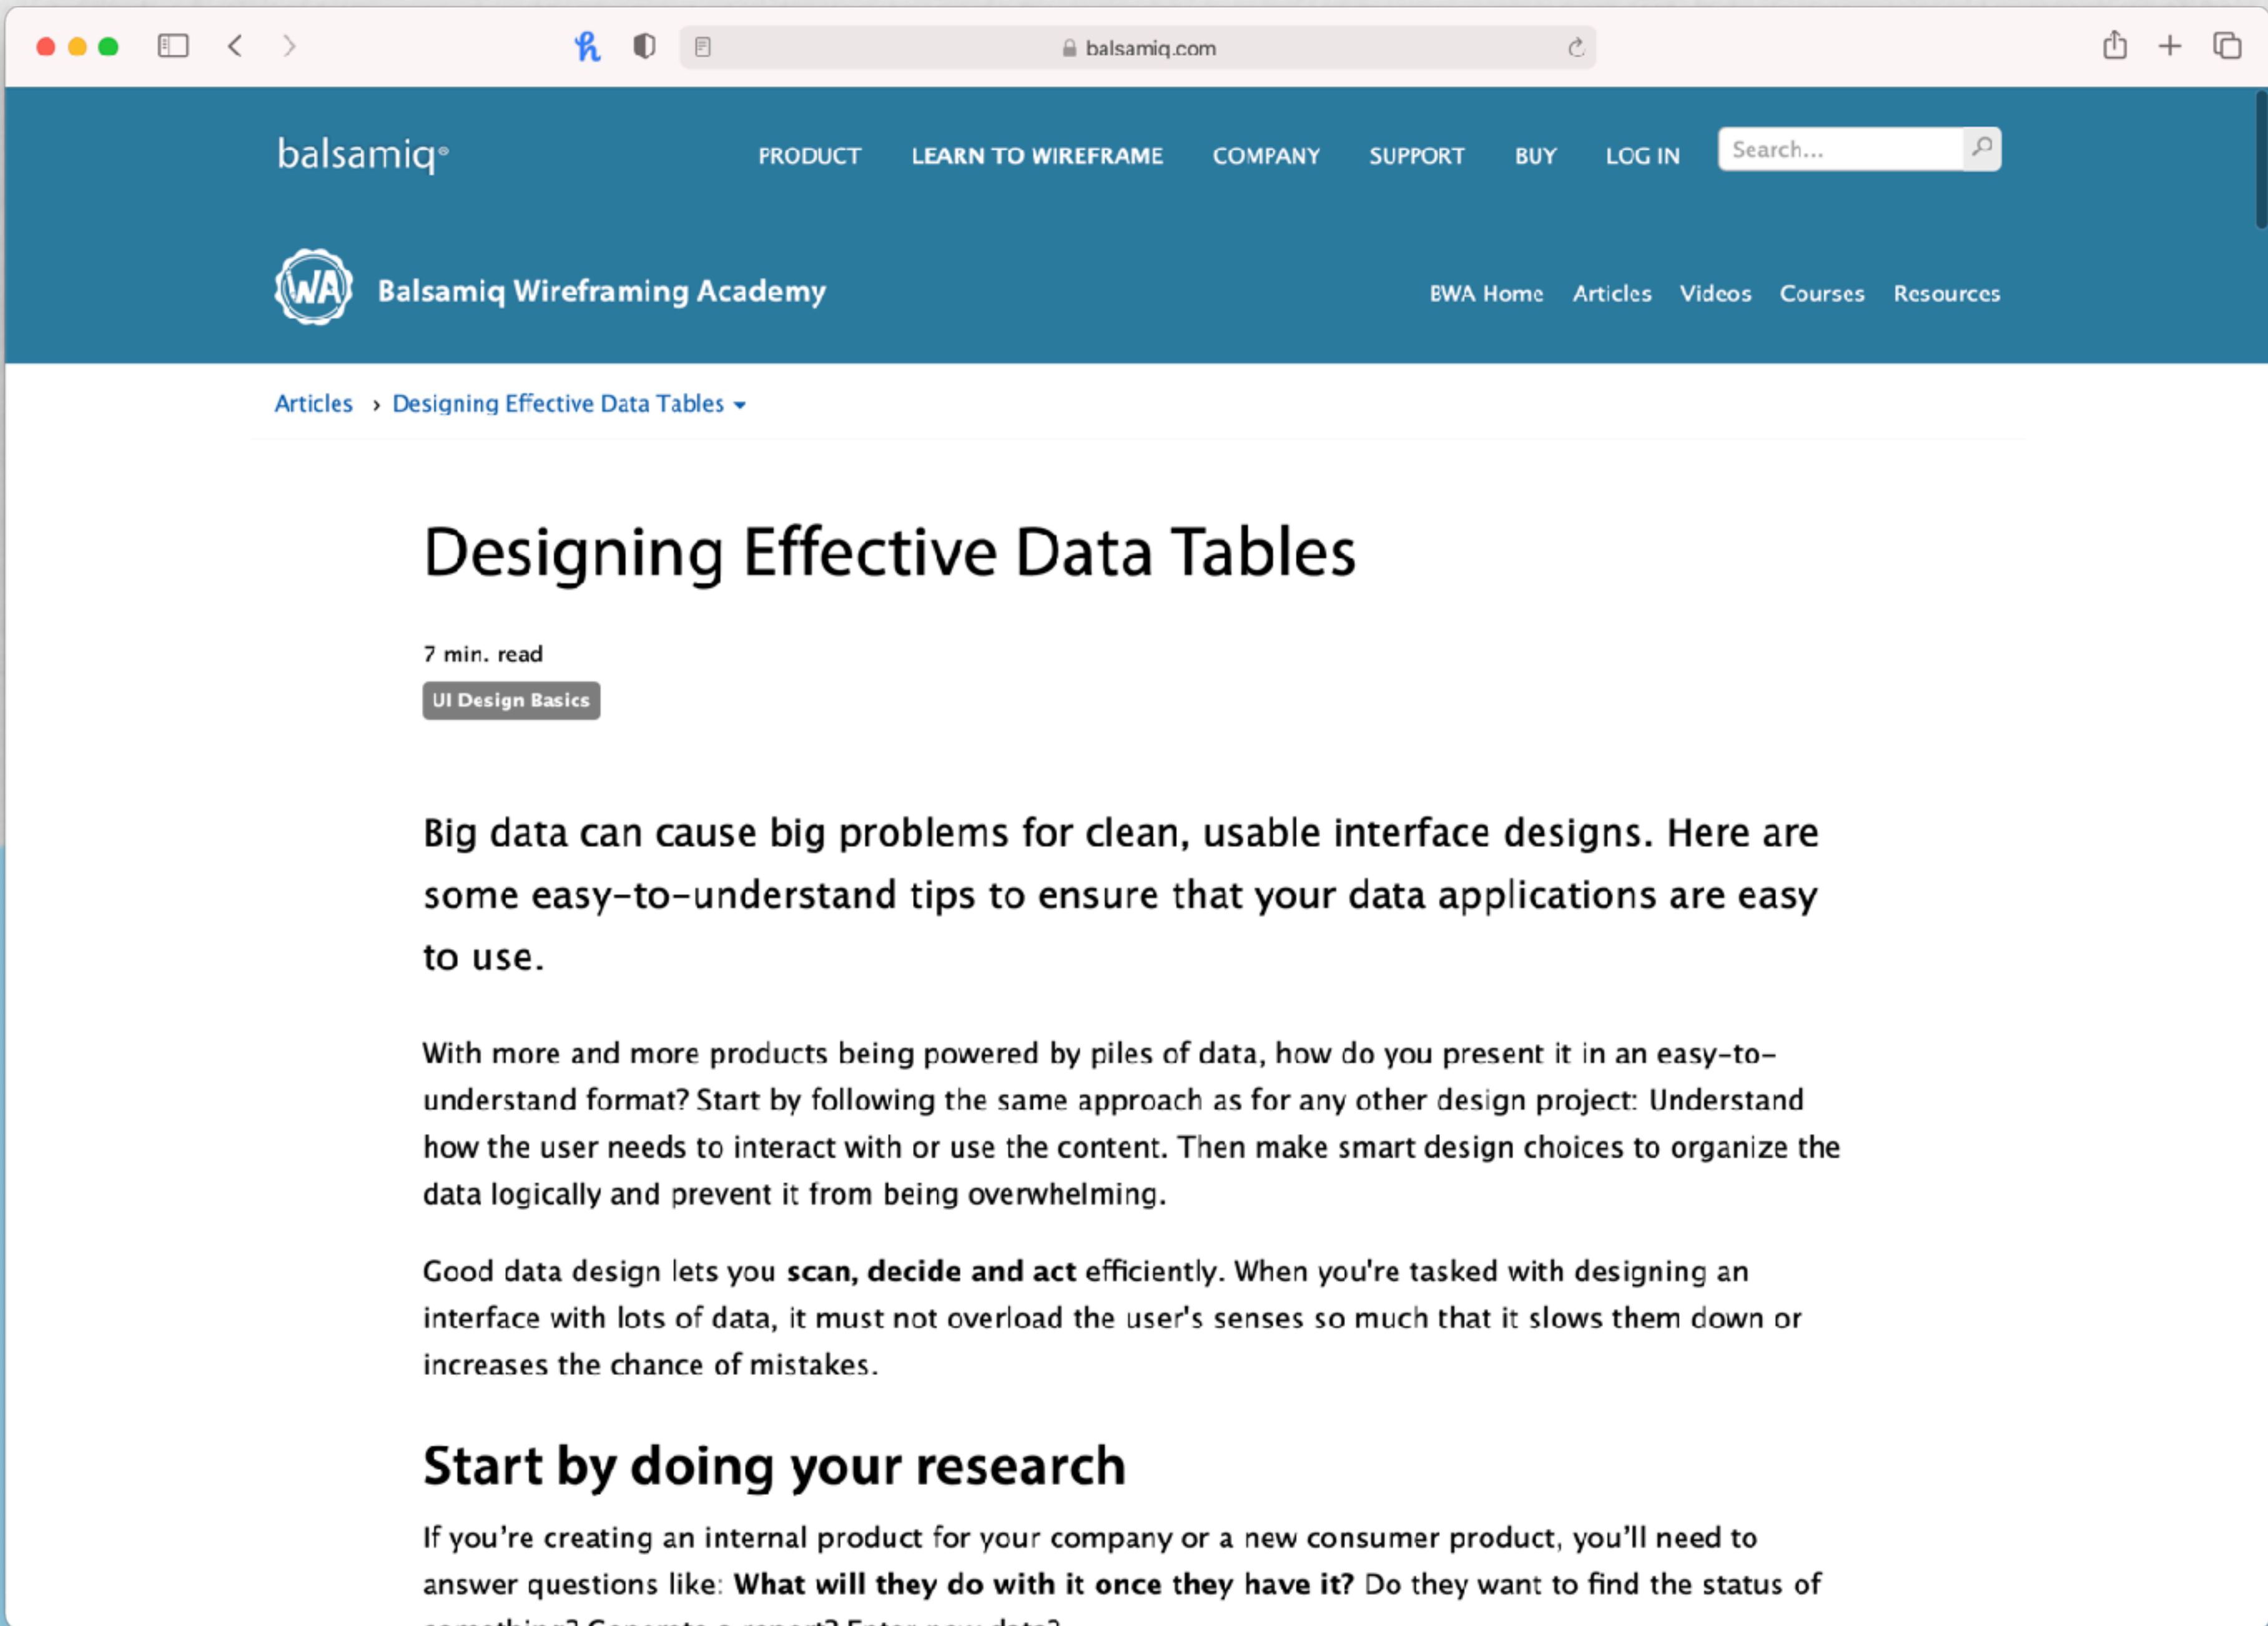 balsamiq.com
balsamiq®
PRODUCT LEARN TO WIREFRAME COMPANY SUPPORT BUY LOG IN Search...
WA Balsamiq Wireframing Academy
BWA Home Articles Videos Courses Resources
Articles › Designing Effective Data Tables
Designing Effective Data Tables
7 min. read
UI Design Basics
Big data can cause big problems for clean, usable interface designs. Here are
some easy-to-understand tips to ensure that your data applications are easy
to use.
With more and more products being powered by piles of data, how do you present it in an easy-to-
understand format? Start by following the same approach as for any other design project: Understand
how the user needs to interact with or use the content. Then make smart design choices to organize the
data logically and prevent it from being overwhelming.
Good data design lets you scan, decide and act efficiently. When you're tasked with designing an
interface with lots of data, it must not overload the user's senses so much that it slows them down or
increases the chance of mistakes.
Start by doing your research
If you’re creating an internal product for your company or a new consumer product, you’ll need to
answer questions like: What will they do with it once they have it? Do they want to find the status of
something? Generate a report? Enter new data?